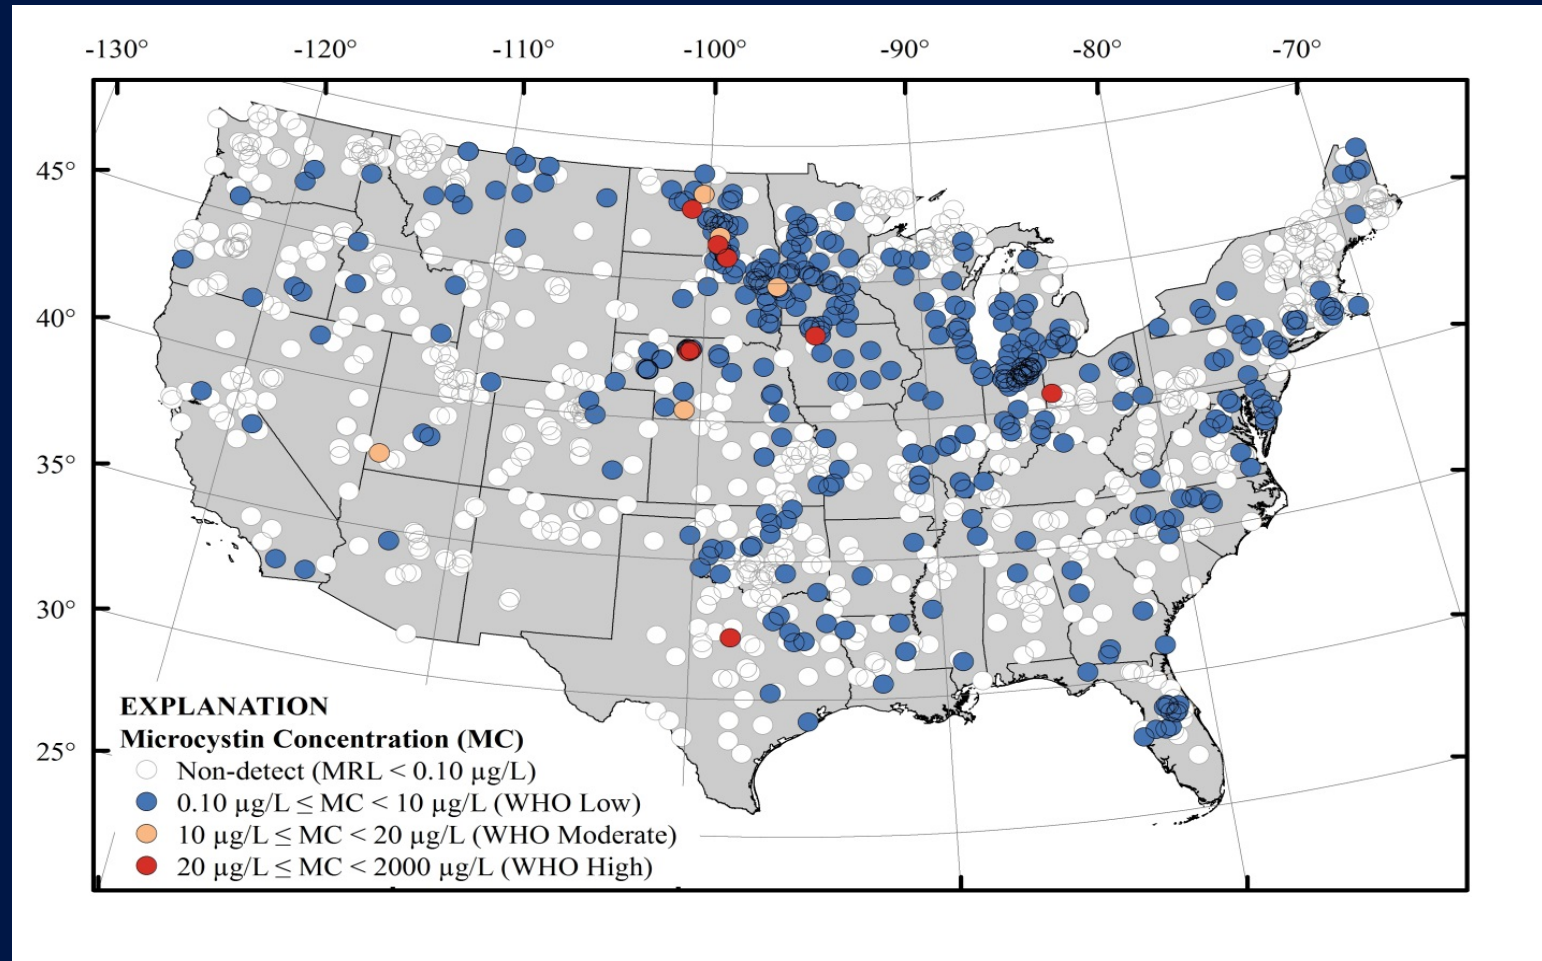 -130° -120° -110° -100° -90° -80° -70°
45°
40°
35°
30°
25°
EXPLANATION
Microcystin Concentration (MC)
Non-detect (MRL < 0.10 µg/L)
0.10 µg/L ≤ MC < 10 µg/L (WHO Low)
10 µg/L ≤ MC < 20 µg/L (WHO Moderate)
20 µg/L ≤ MC < 2000 µg/L (WHO High)